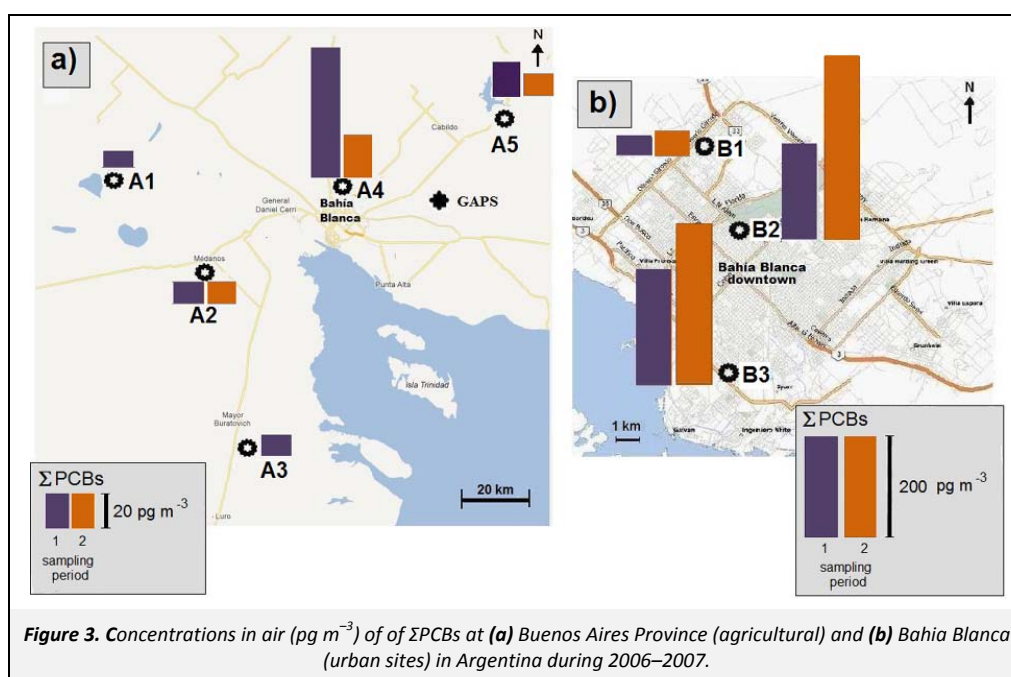 a)
N
A5
Cabildo
A1
A4
Bahía
Blanca
General
Daniel Cerri
GAPS
Médanos
A2
Punta Alta
Isla Trinidad
Mayor
Buratovich
A3
- Luro
20 km
ΣPCBs
20 pg m⁻³
1 2
sampling
period
b)
N
B1
B2
Bahía Blanca
downtown
B3
1 km
Galvan
ΣPCBs
200 pg m⁻³
1 2
sampling
period
Figure 3. Concentrations in air (pg m⁻³) of of ΣPCBs at (a) Buenos Aires Province (agricultural) and (b) Bahia Blanca
(urban sites) in Argentina during 2006–2007.